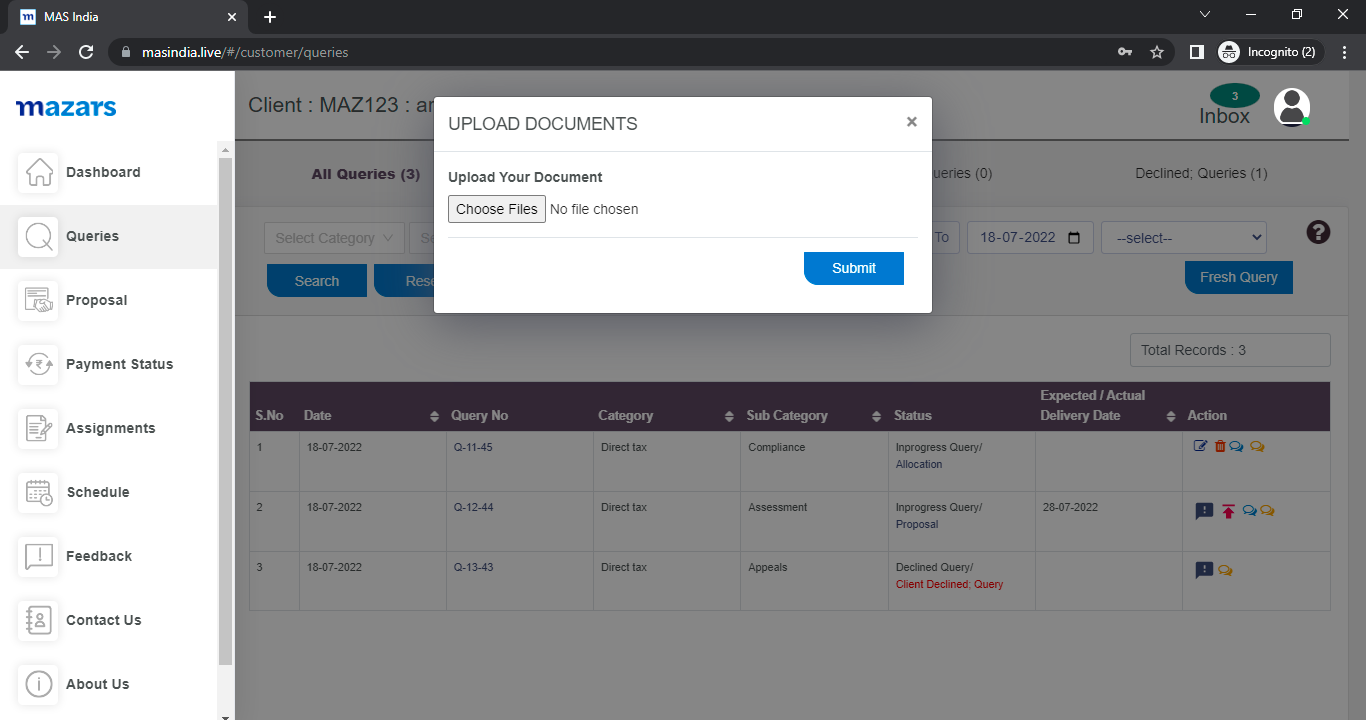 MAS India
masindia.live/#/customer/queries
Incognito (2)
mazars
Dashboard
Queries
Proposal
Payment Status
Assignments
Schedule
Feedback
Contact Us
About Us
Client : MAZ123 : ar
3
Inbox
All Queries (3)
ueries (0)
Declined; Queries (1)
UPLOAD DOCUMENTS
×
Upload Your Document
Choose Files No file chosen
Submit
Select Category
Se
To
18-07-2022
--select--
Search
Rese
Fresh Query
Total Records : 3
S.No Date Query No Category Sub Category Status Expected / Actual Delivery Date Action
1 18-07-2022 Q-11-45 Direct tax Compliance Inprogress Query/
Allocation
2 18-07-2022 Q-12-44 Direct tax Assessment Inprogress Query/ 28-07-2022
Proposal
3 18-07-2022 Q-13-43 Direct tax Appeals Declined Query/
Client Declined; Query